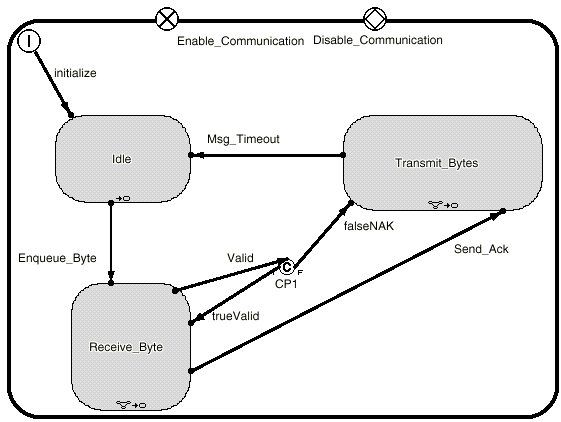 Enable_Communication
Disable_Communication
I
initialize
Idle
Msg_Timeout
Transmit_Bytes
falseNAK
Enqueue_Byte
Valid
C
F
CP1
Send_Ack
trueValid
Receive_Byte